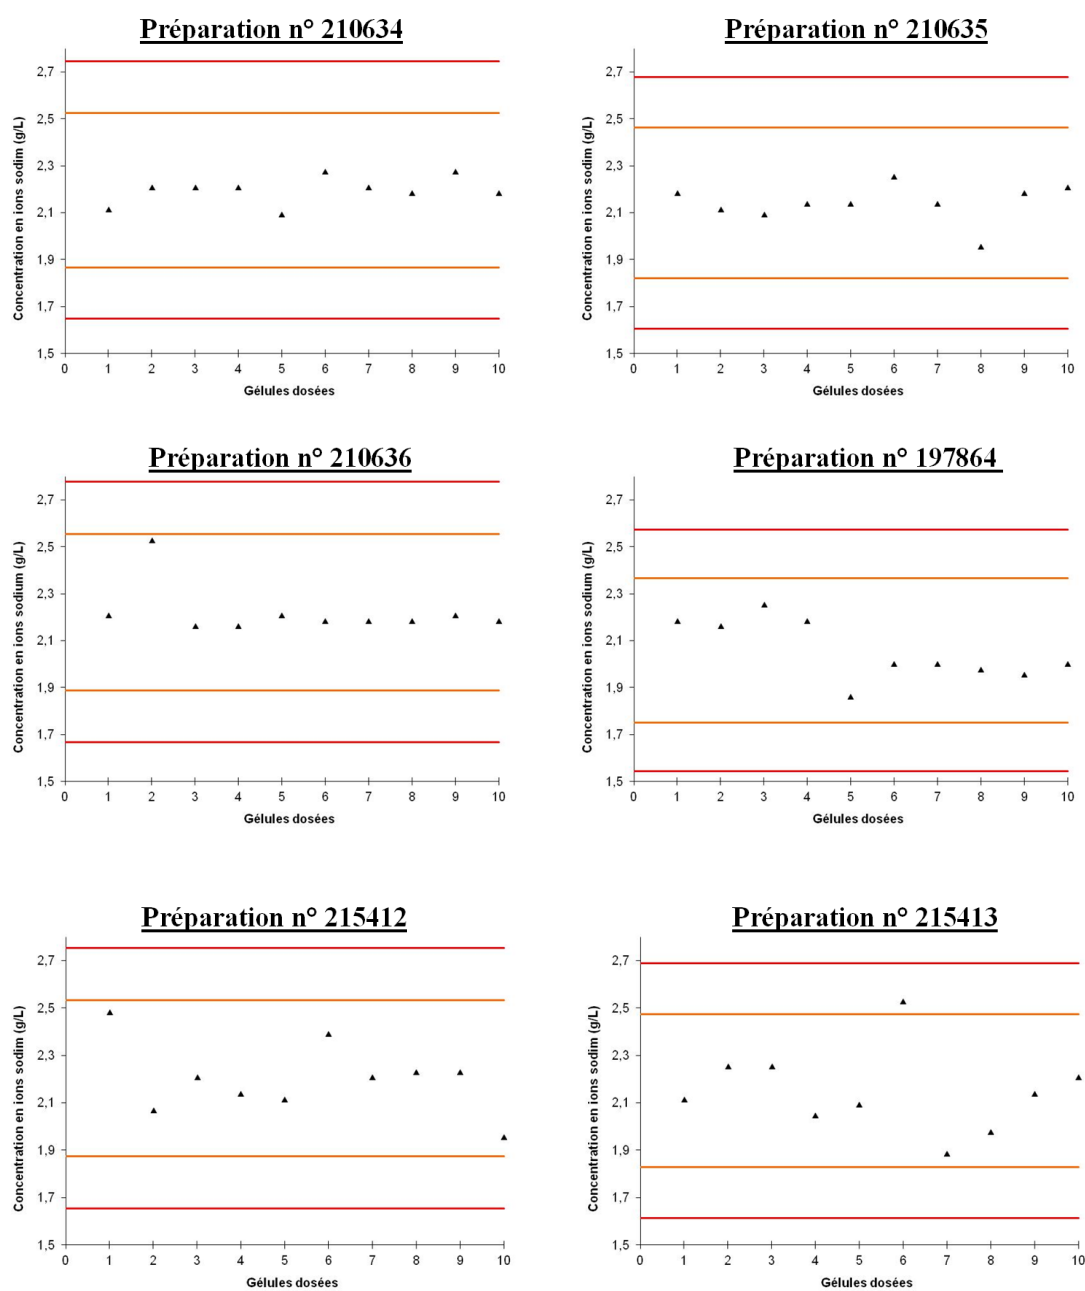 Préparation n° 210634
Concentration en ions sodim (g/L)
2,7
2,5
2,3
2,1
1,9
1,7
1,5
0 1 2 3 4 5 6 7 8 9 10
Gélules dosées
Préparation n° 210635
Concentration en ions sodim (g/L)
2,7
2,5
2,3
2,1
1,9
1,7
1,5
0 1 2 3 4 5 6 7 8 9 10
Gélules dosées
Préparation n° 210636
Concentration en ions sodium (g/L)
2,7
2,5
2,3
2,1
1,9
1,7
1,5
0 1 2 3 4 5 6 7 8 9 10
Gélules dosées
Préparation n° 197864
Concentration en ions sodium (g/L)
2,7
2,5
2,3
2,1
1,9
1,7
1,5
0 1 2 3 4 5 6 7 8 9 10
Gélules dosées
Préparation n° 215412
Concentration en ions sodim (g/L)
2,7
2,5
2,3
2,1
1,9
1,7
1,5
0 1 2 3 4 5 6 7 8 9 10
Gélules dosées
Préparation n° 215413
Concentration en ions sodim (g/L)
2,7
2,5
2,3
2,1
1,9
1,7
1,5
0 1 2 3 4 5 6 7 8 9 10
Gélules dosées